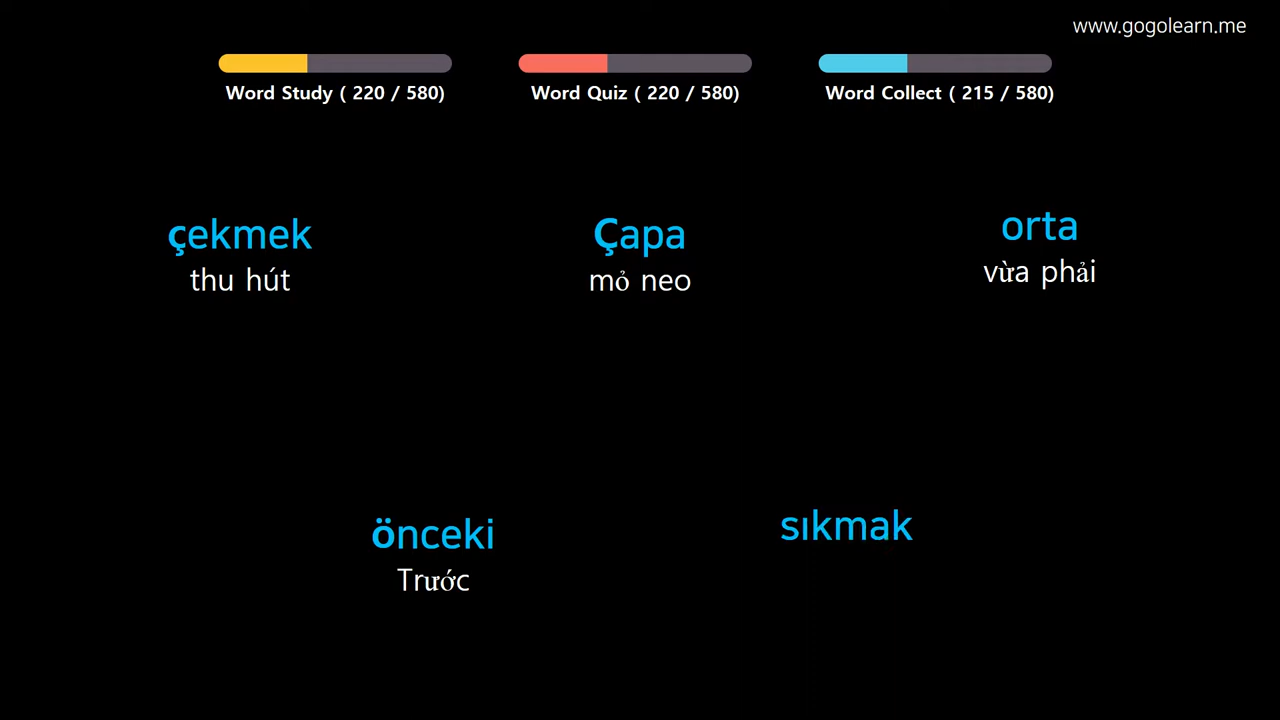 www.gogolearn.me
Word Study ( 220 / 580)
Word Quiz ( 220 / 580)
Word Collect ( 215 / 580)
çekmek
thu hút
Çapa
mỏ neo
orta
vừa phải
önceki
Trước
sıkmak